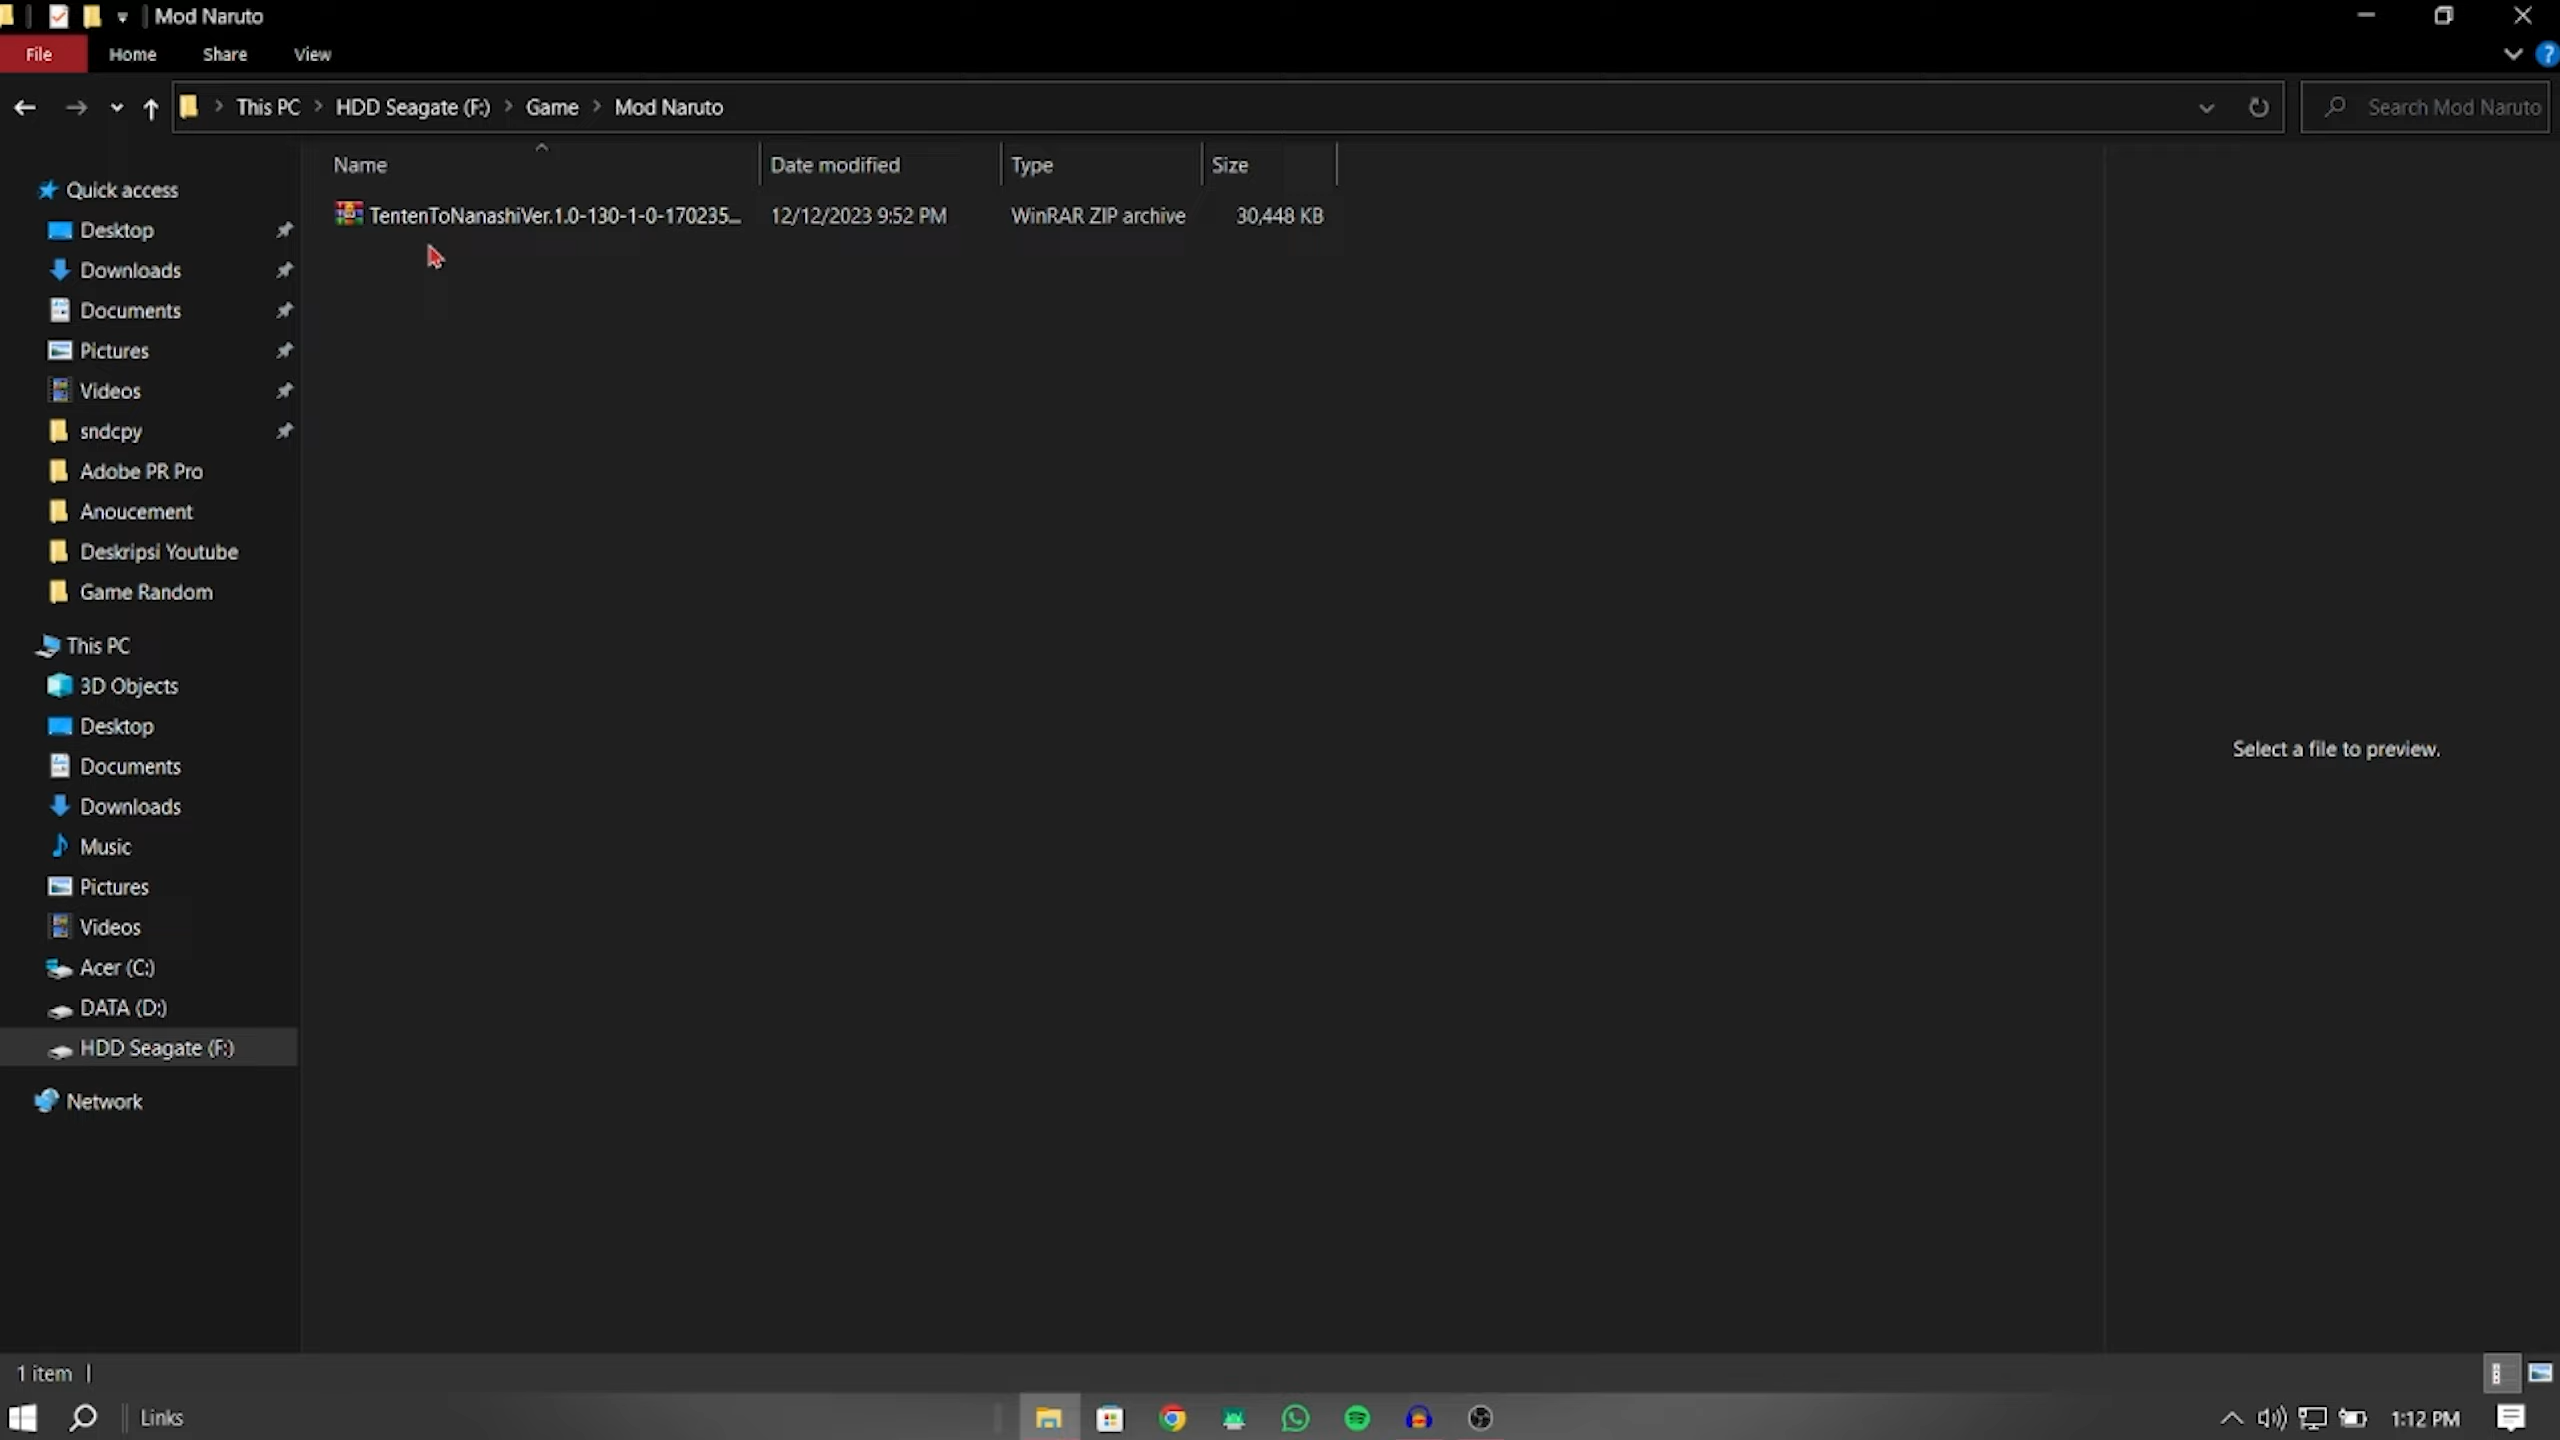 Mod Naruto
File Home Share View
This PC HDD Seagate (F:) Game Mod Naruto
Search Mod Naruto
Name Date modified Type Size
TentenToNanashiVer.1.0-130-1-0-170235... 12/12/2023 9:52 PM WinRAR ZIP archive 30,448 KB
Quick access
Desktop
Downloads
Documents
Pictures
Videos
sndcpy
Adobe PR Pro
Anoucement
Deskripsi Youtube
Game Random
This PC
3D Objects
Desktop
Documents
Downloads
Music
Pictures
Videos
Acer (C:)
DATA (D:)
HDD Seagate (F:)
Network
Select a file to preview.
1 item
Links
1:12 PM